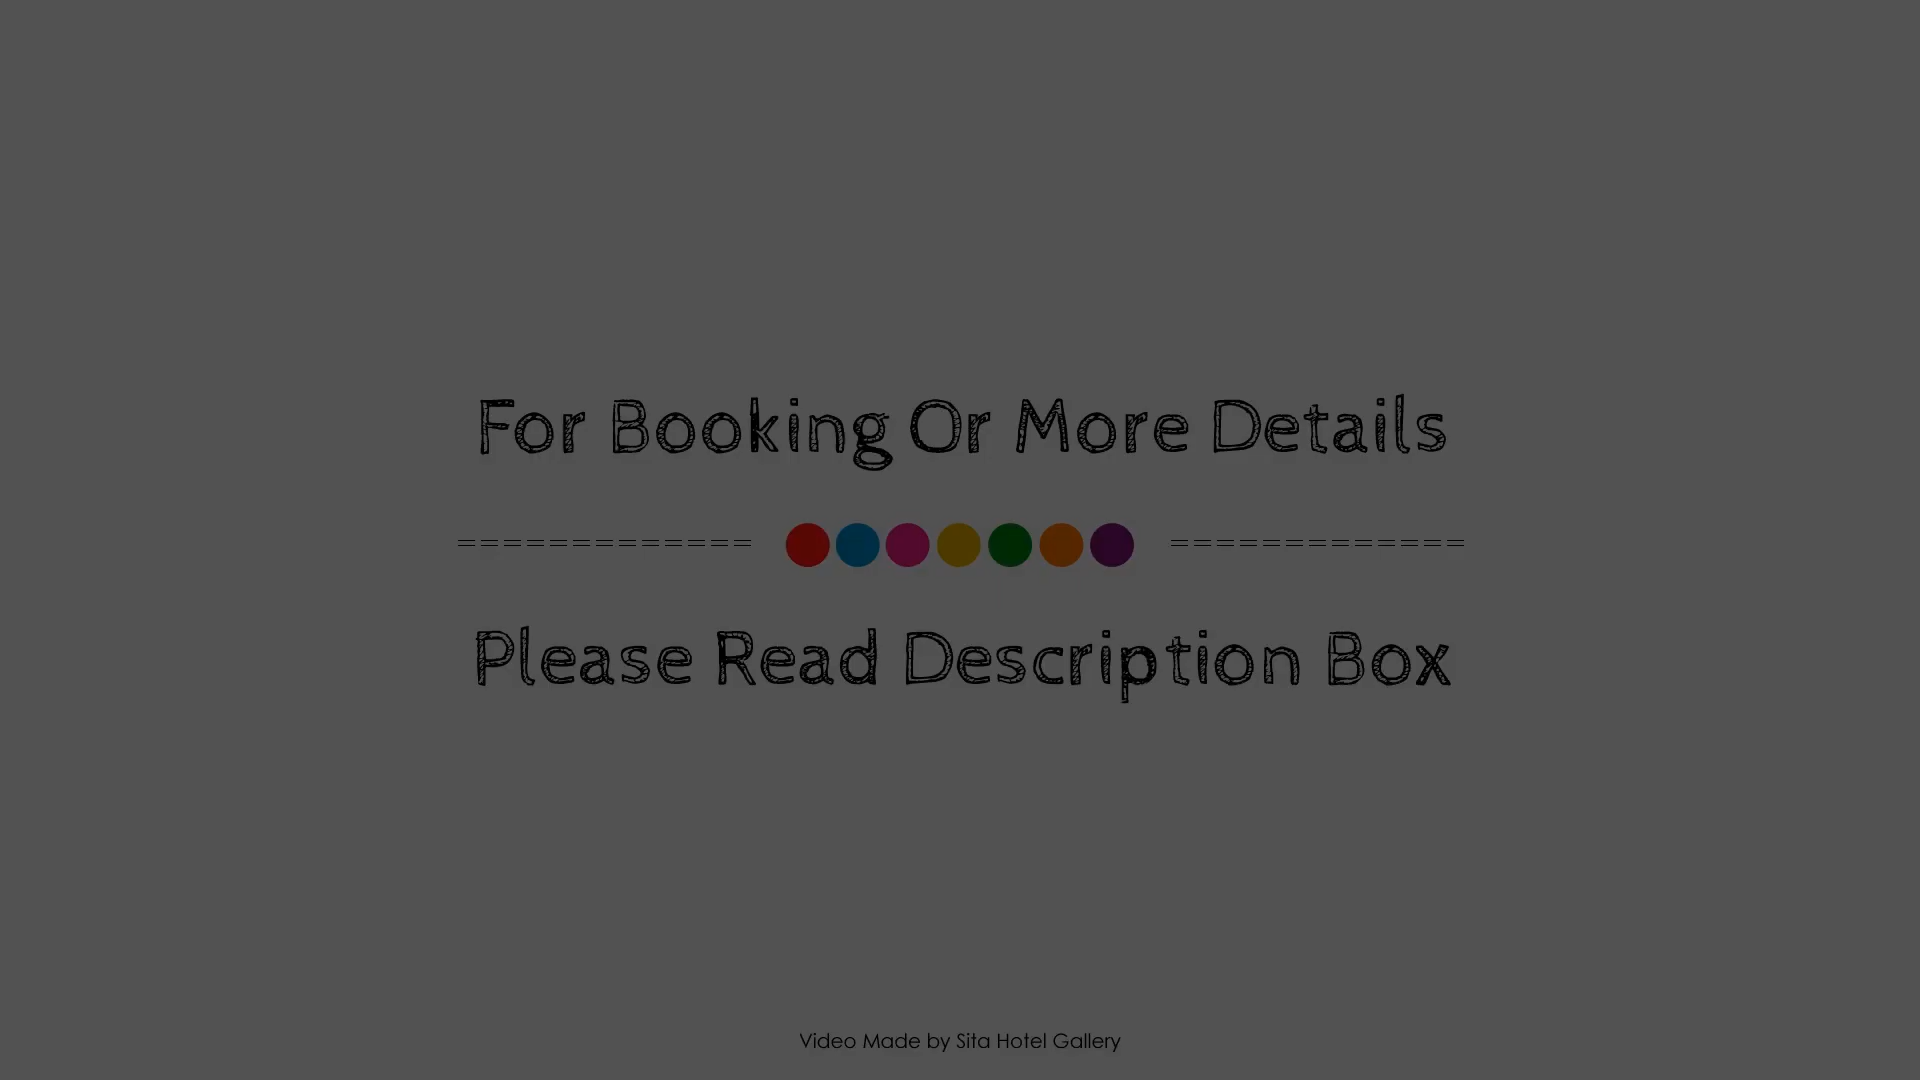 For Booking Or More Details
============= =============
Please Read Description Box
Video Made by Sita Hotel Gallery